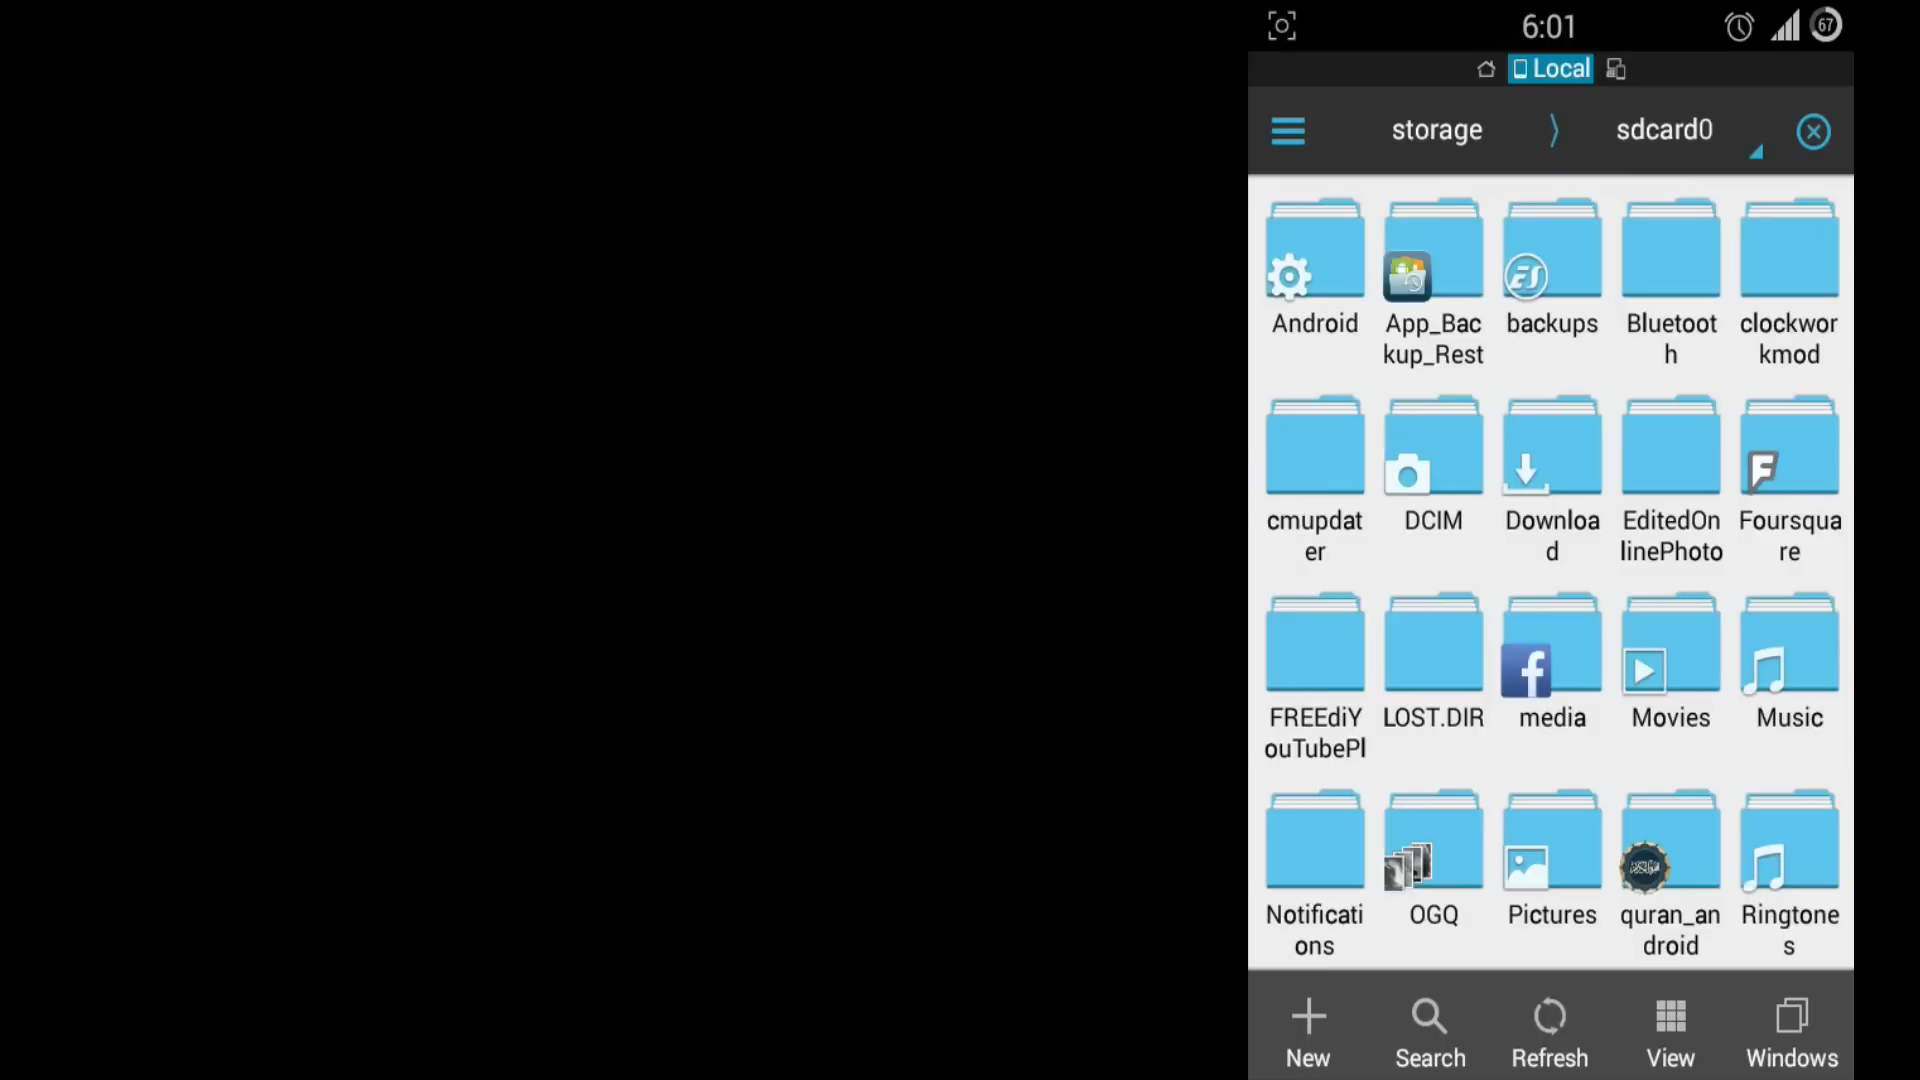 6:01
67
Local
storage
sdcard0
Android
App_Bac
kup_Rest
backups
Bluetoot
h
clockwor
kmod
cmupdat
er
DCIM
Downloa
d
EditedOn
linePhoto
Foursqua
re
FREEdiY
ouTubePl
LOST.DIR
media
Movies
Music
Notificati
ons
OGQ
Pictures
quran_an
droid
Ringtone
s
New
Search
Refresh
View
Windows